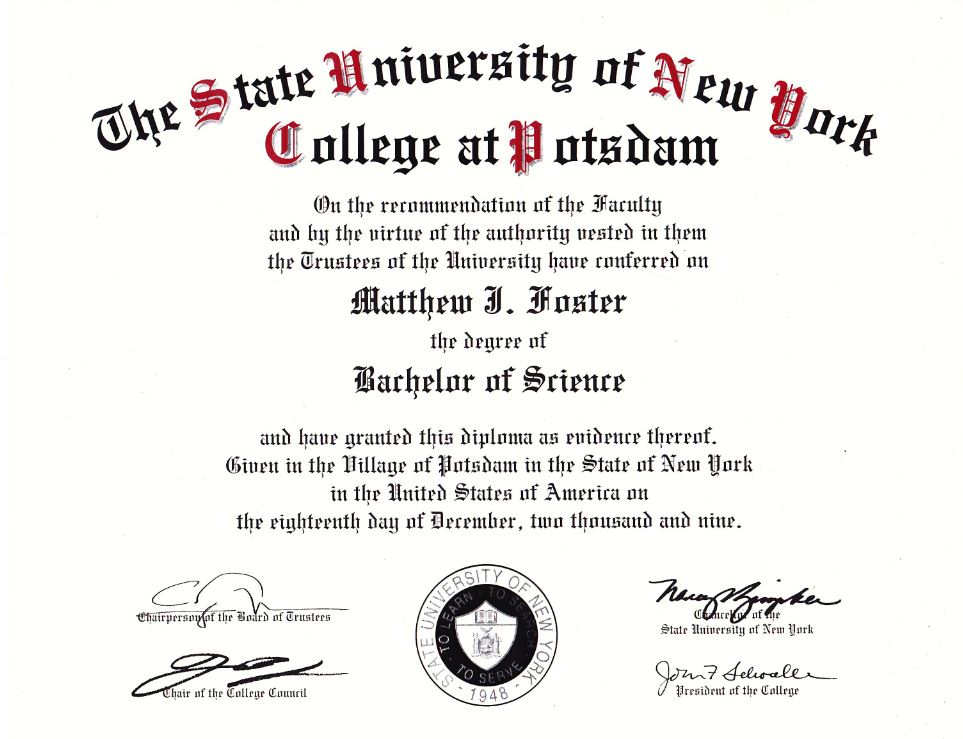 The State University of New York
College at Potsdam
On the recommendation of the Faculty
and by the virtue of the authority vested in them
the Trustees of the University have conferred on
Matthew J. Foster
the degree of
Bachelor of Science
and have granted this diploma as evidence thereof.
Given in the Village of Potsdam in the State of New York
in the United States of America on
the eighteenth day of December, two thousand and nine.
Chairperson of the Board of Trustees
Nancy Zimpher
Chancellor of the
State University of New York
Chair of the College Council
John F Schwaller
President of the College
STATE UNIVERSITY OF NEW YORK
TO LEARN - TO SEARCH - TO SERVE
- 1948 -